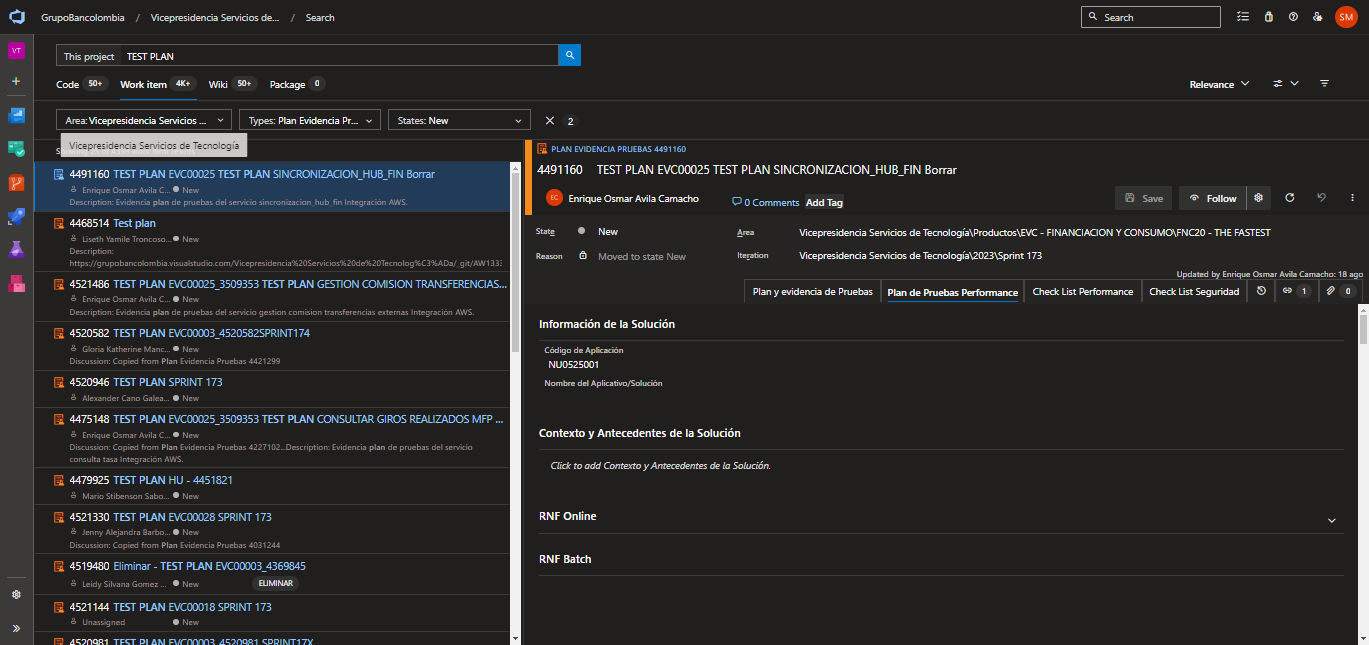 GrupoBancolombia / Vicepresidencia Servicios de... / Search
Search
SM
VT
This project TEST PLAN
Code 50+ Work item 4K+ Wiki 50+ Package 0
Relevance
Area: Vicepresidencia Servicios ... Types: Plan Evidencia Pr... States: New 2
Vicepresidencia Servicios de Tecnología
4491160 TEST PLAN EVC00025 TEST PLAN SINCRONIZACION_HUB_FIN Borrar
Enrique Osmar Avila C... New
Description: Evidencia plan de pruebas del servicio sincronizacion_hub_fin Integración AWS.
4468514 Test plan
Liseth Yamile Troncoso... New
Description:
https://grupobancolombia.visualstudio.com/Vicepresidencia%20Servicios%20de%20Tecnolog%C3%ADa/_git/AW1333
4521486 TEST PLAN EVC00025_3509353 TEST PLAN GESTION COMISION TRANSFERENCIAS...
Enrique Osmar Avila C... New
Description: Evidencia plan de pruebas del servicio gestion comision transferencias externas Integración AWS.
4520582 TEST PLAN EVC00003_4520582SPRINT174
Gloria Katherine Manc... New
Discussion: Copied from Plan Evidencia Pruebas 4421299
4520946 TEST PLAN SPRINT 173
Alexander Cano Galea... New
4475148 TEST PLAN EVC00025_3509353 TEST PLAN CONSULTAR GIROS REALIZADOS MFP ...
Enrique Osmar Avila C... New
Discussion: Copied from Plan Evidencia Pruebas 4227102...Description: Evidencia plan de pruebas del servicio
consulta tasa Integración AWS.
4479925 TEST PLAN HU - 4451821
Mario Stibenson Sabo... New
4521330 TEST PLAN EVC00028 SPRINT 173
Jenny Alejandra Barbo... New
Discussion: Copied from Plan Evidencia Pruebas 4031244
4519480 Eliminar - TEST PLAN EVC00003_4369845
Leidy Silvana Gomez ... New ELIMINAR
4521144 TEST PLAN EVC00018 SPRINT 173
Unassigned New
4520981 TEST PLAN EVC00003_4520981 SPRINT17X
PLAN EVIDENCIA PRUEBAS 4491160
4491160 TEST PLAN EVC00025 TEST PLAN SINCRONIZACION_HUB_FIN Borrar
EC Enrique Osmar Avila Camacho 0 Comments Add Tag
Save Follow
State New
Area Vicepresidencia Servicios de Tecnología\Productos\EVC - FINANCIACION Y CONSUMO\FNC20 - THE FASTEST
Reason Moved to state New
Iteration Vicepresidencia Servicios de Tecnología\2023\Sprint 173
Updated by Enrique Osmar Avila Camacho: 18 ago
Plan y evidencia de Pruebas Plan de Pruebas Performance Check List Performance Check List Seguridad 1 0
Información de la Solución
Código de Aplicación
NU0525001
Nombre del Aplicativo/Solución
Contexto y Antecedentes de la Solución
Click to add Contexto y Antecedentes de la Solución.
RNF Online
RNF Batch